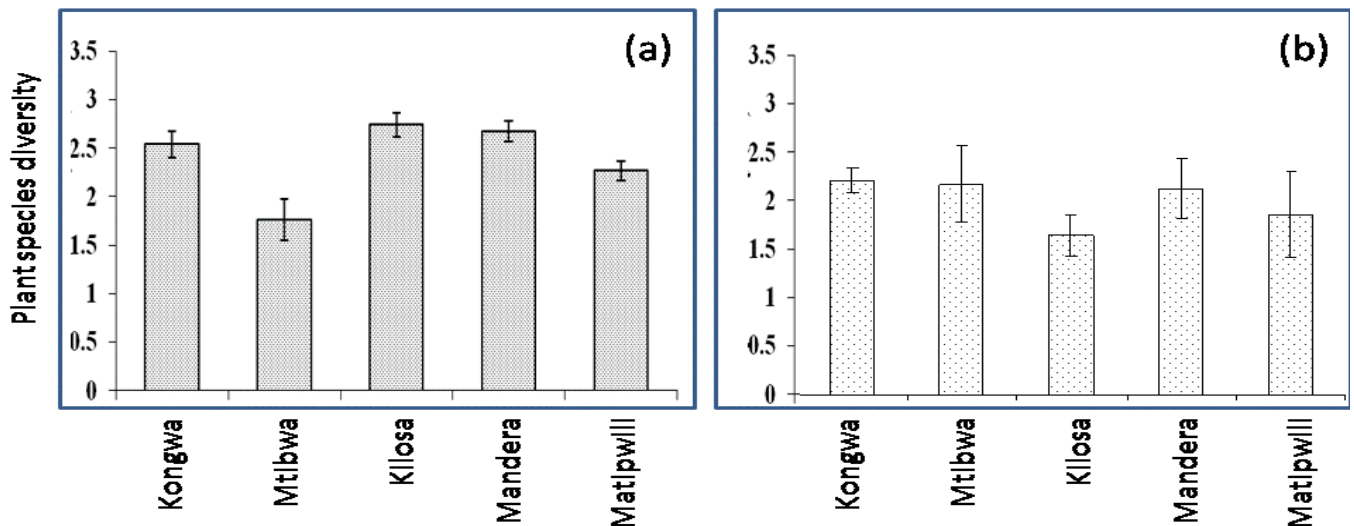 (a)
Plant species diversity
3.5
3
2.5
2
1.5
1
0.5
0
Kongwa
Mtibwa
Kilosa
Mandera
Matipwili
(b)
3.5
3
2.5
2
1.5
1
0.5
0
Kongwa
Mtibwa
Kilosa
Mandera
Matipwili